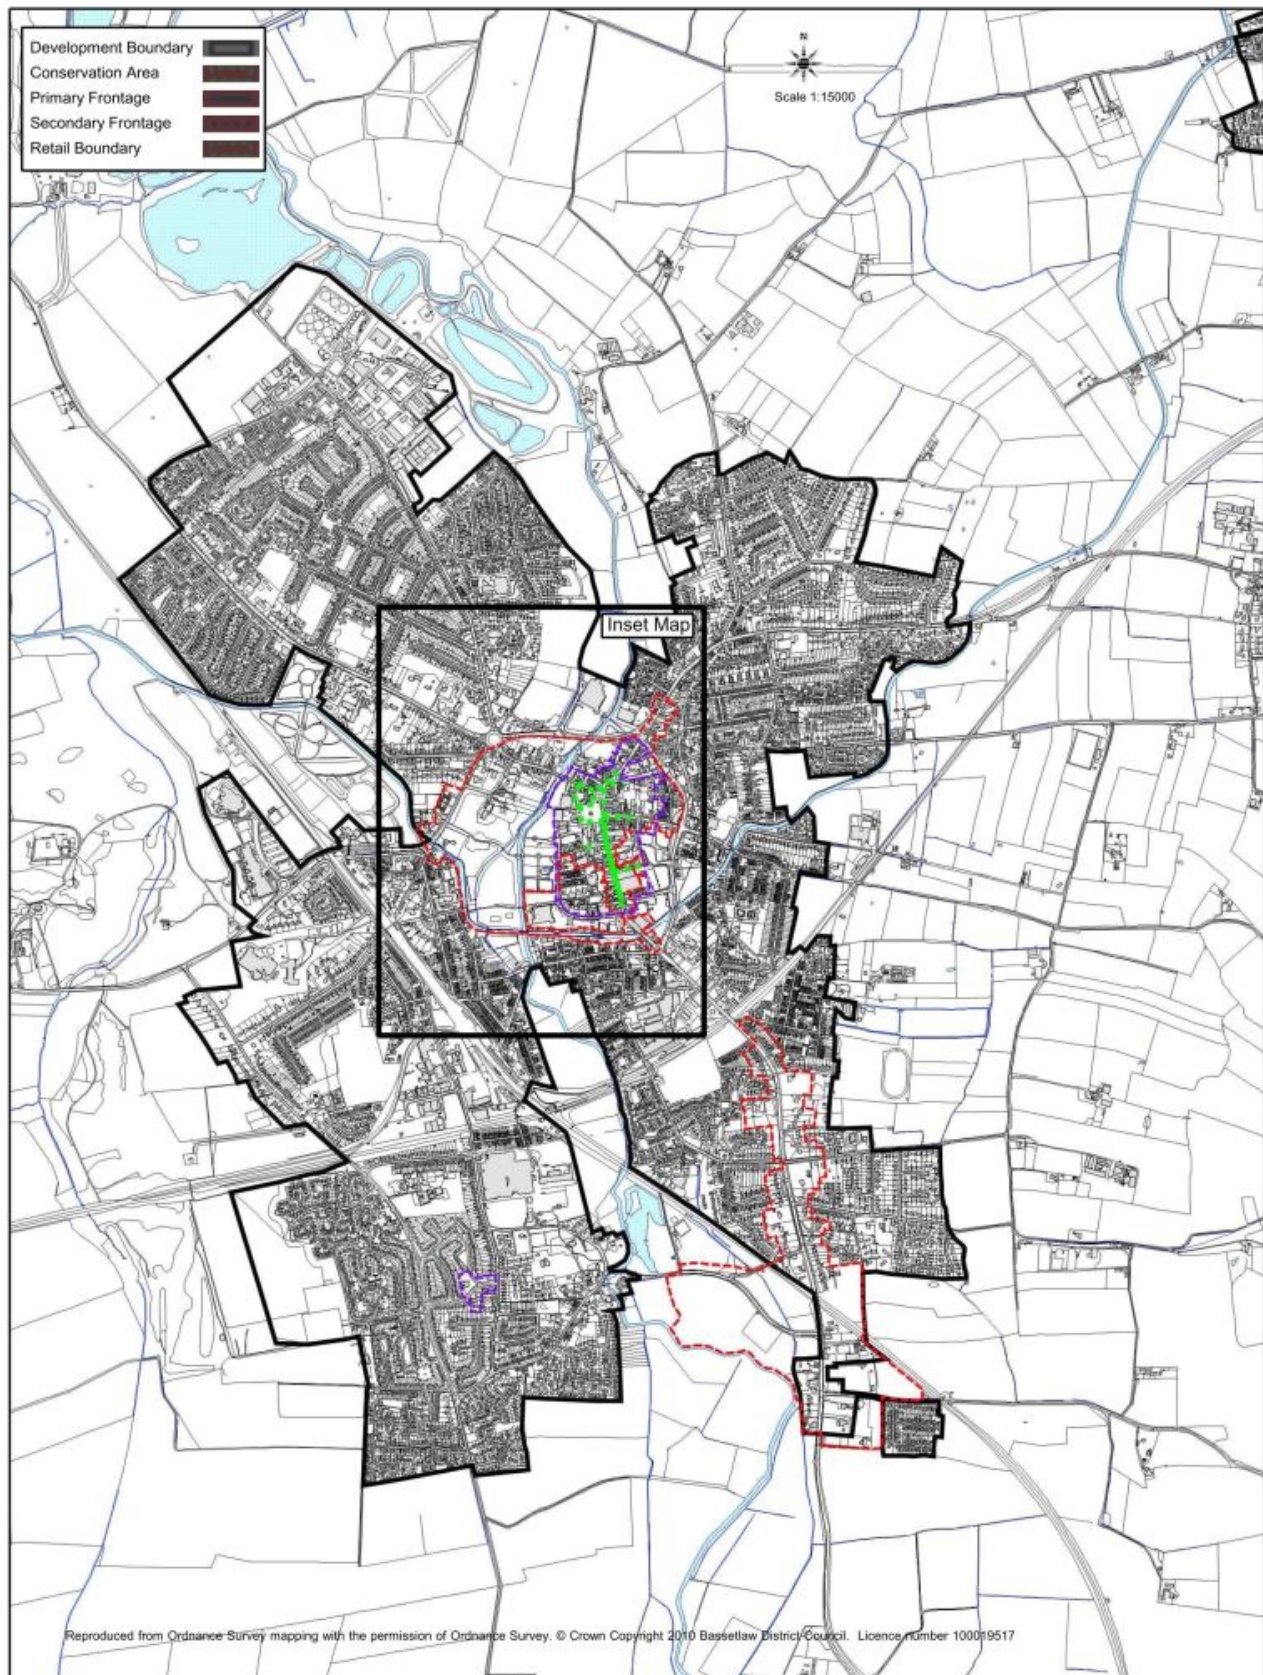 Development Boundary
Conservation Area
Primary Frontage
Secondary Frontage
Retail Boundary
N
Scale 1:15000
Inset Map
Reproduced from Ordnance Survey mapping with the permission of Ordnance Survey. © Crown Copyright 2010 Bassetlaw District Council. Licence number 100019517